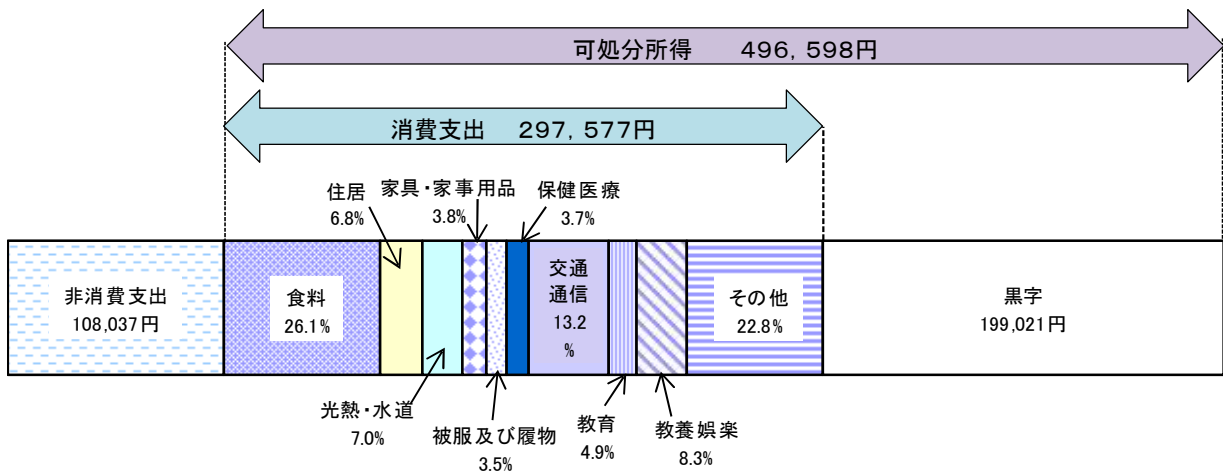 可処分所得　　496，598円
消費支出　297，577円
住居
6.8%
家具・家事用品
3.8%
保健医療
3.7%
非消費支出
108,037円
食料
26.1%
交通
通信
13.2
%
その他
22.8%
黒字
199,021円
光熱・水道
7.0%
被服及び履物
3.5%
教育
4.9%
教養娯楽
8.3%